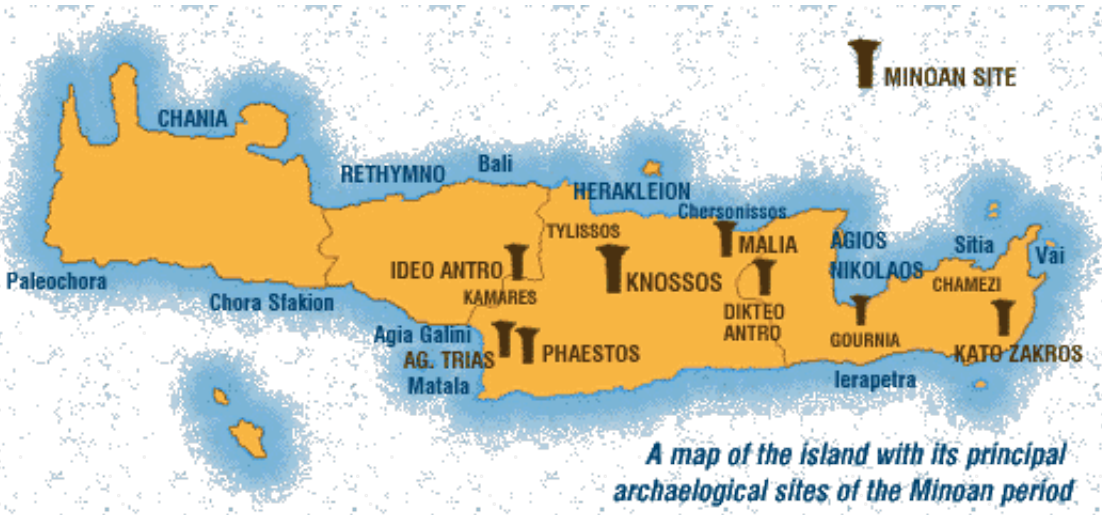 MINOAN SITE
CHANIA
RETHYMNO
Bali
HERAKLEION
Chersonissos
TYLISSOS
MALIA
AGIOS
NIKOLAOS
Sitia
Vai
IDEO ANTRO
KNOSSOS
CHAMEZI
Paleochora
Chora Sfakion
KAMARES
DIKTEO
ANTRO
GOURNIA
Agia Galini
AG. TRIAS
PHAESTOS
KATO ZAKROS
Matala
Ierapetra
A map of the island with its principal
archaelogical sites of the Minoan period